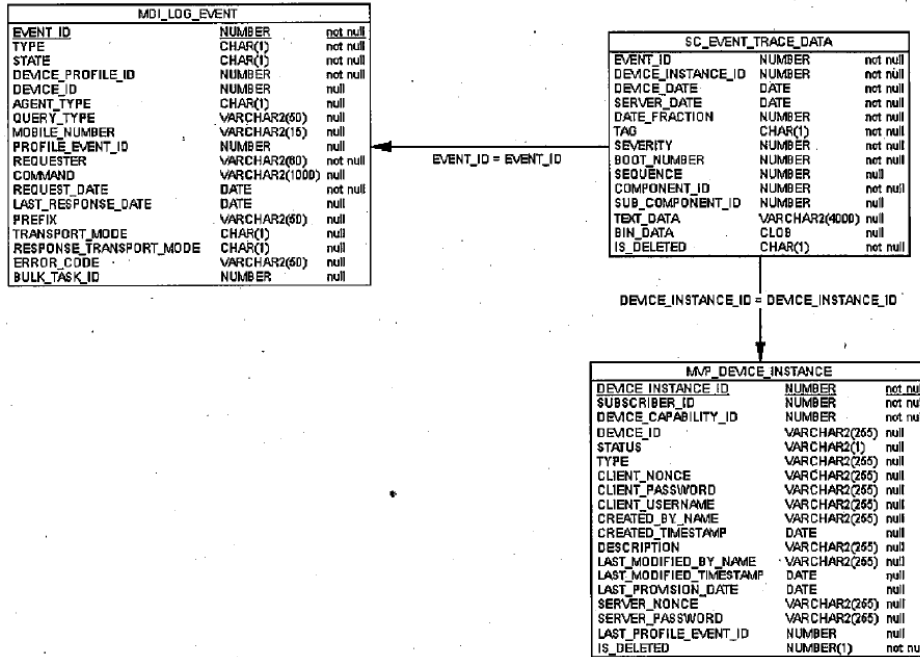 MDI_LOG_EVENT
EVENT_ID NUMBER not null
TYPE CHAR(1) not null
STATE CHAR(1) not null
DEVICE_PROFILE_ID NUMBER not null
DEVICE_ID NUMBER null
AGENT_TYPE CHAR(1) null
QUERY_TYPE VARCHAR2(50) null
MOBILE_NUMBER VARCHAR2(15) null
PROFILE_EVENT_ID NUMBER null
REQUESTER VARCHAR2(80) not null
COMMAND VARCHAR2(1000) null
REQUEST_DATE DATE not null
LAST_RESPONSE_DATE DATE null
PREFIX VARCHAR2(50) null
TRANSPORT_MODE CHAR(1) null
RESPONSE_TRANSPORT_MODE CHAR(1) null
ERROR_CODE VARCHAR2(50) null
BULK_TASK_ID NUMBER null
EVENT_ID = EVENT_ID
SC_EVENT_TRACE_DATA
EVENT_ID NUMBER not null
DEVICE_INSTANCE_ID NUMBER not null
DEVICE_DATE DATE not null
SERVER_DATE DATE not null
DATE_FRACTION NUMBER not null
TAG CHAR(1) not null
SEVERITY NUMBER not null
BOOT_NUMBER NUMBER not null
SEQUENCE NUMBER null
COMPONENT_ID NUMBER not null
SUB_COMPONENT_ID NUMBER null
TEXT_DATA VARCHAR2(4000) null
BIN_DATA CLOB null
IS_DELETED CHAR(1) not null
DEVICE_INSTANCE_ID = DEVICE_INSTANCE_ID
MVP_DEVICE_INSTANCE
DEVICE_INSTANCE_ID NUMBER not nul
SUBSCRIBER_ID NUMBER not nu
DEVICE_CAPABILITY_ID NUMBER not nu
DEVICE_ID VARCHAR2(255) null
STATUS VARCHAR2(1) null
TYPE VARCHAR2(255) null
CLIENT_NONCE VARCHAR2(255) null
CLIENT_PASSWORD VARCHAR2(255) null
CLIENT_USERNAME VARCHAR2(255) null
CREATED_BY_NAME VARCHAR2(255) null
CREATED_TIMESTAMP DATE null
DESCRIPTION VARCHAR2(255) null
LAST_MODIFIED_BY_NAME VARCHAR2(255) null
LAST_MODIFIED_TIMESTAMP DATE null
LAST_PROVISION_DATE DATE null
SERVER_NONCE VARCHAR2(255) null
SERVER_PASSWORD VARCHAR2(255) null
LAST_PROFILE_EVENT_ID NUMBER null
IS_DELETED NUMBER(1) not nu